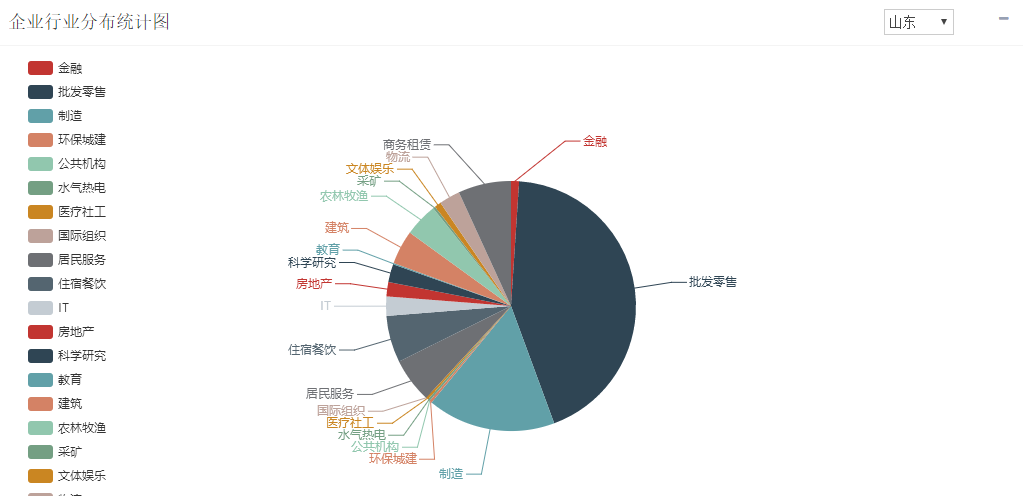 企业行业分布统计图
山东
金融
批发零售
制造
环保城建
公共机构
水气热电
医疗社工
国际组织
居民服务
住宿餐饮
IT
房地产
科学研究
教育
建筑
农林牧渔
采矿
文体娱乐
物流
商务租赁
物流
文体娱乐
采矿
农林牧渔
建筑
教育
科学研究
房地产
IT
住宿餐饮
居民服务
国际组织
医疗社工
水气热电
公共机构
环保城建
制造
金融
批发零售